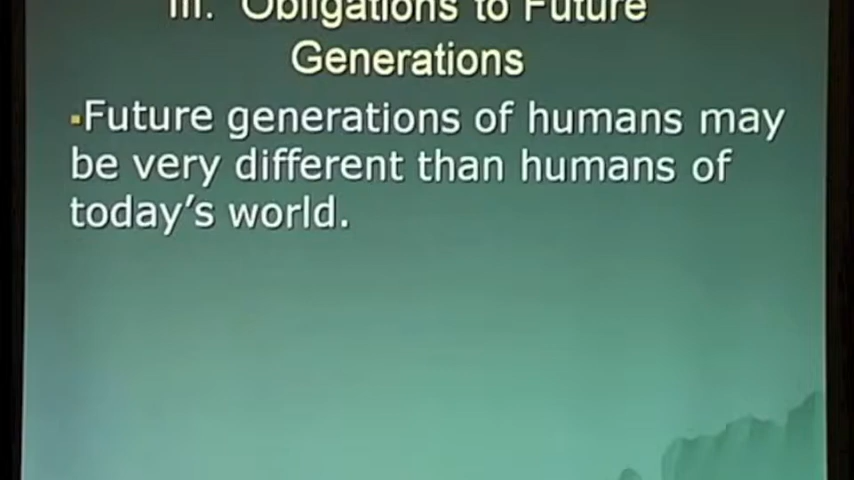 III. Obligations to Future
Generations
▪Future generations of humans may
be very different than humans of
today's world.